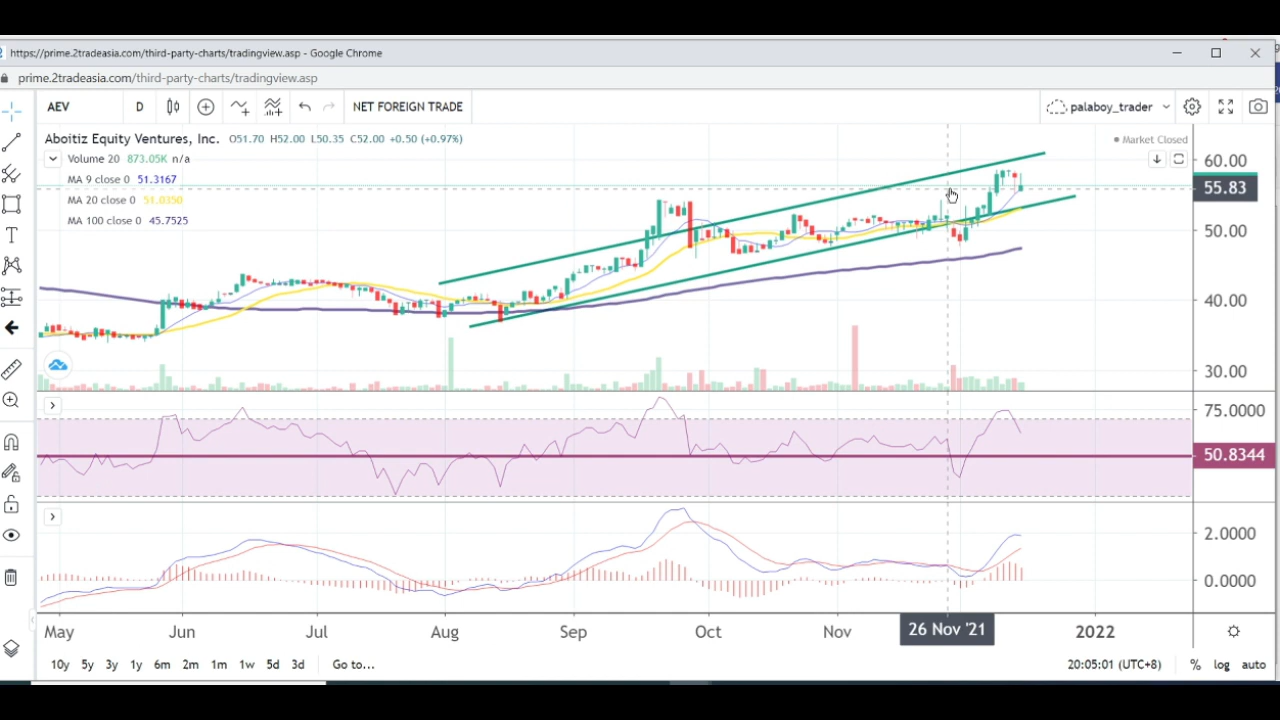 https://prime.2tradeasia.com/third-party-charts/tradingview.asp - Google Chrome
prime.2tradeasia.com/third-party-charts/tradingview.asp
AEV D NET FOREIGN TRADE palaboy_trader
Aboitiz Equity Ventures, Inc. O51.70 H52.00 L50.35 C52.00 +0.50 (+0.97%) Market Closed
Volume 20 873.05K n/a
MA 9 close 0 51.3167
MA 20 close 0 51.0350
MA 100 close 0 45.7525
60.00
55.83
50.00
40.00
30.00
75.0000
50.8344
2.0000
0.0000
May Jun Jul Aug Sep Oct Nov 26 Nov '21 2022
10y 5y 3y 1y 6m 2m 1m 1w 5d 3d Go to... 20:05:01 (UTC+8) % log auto